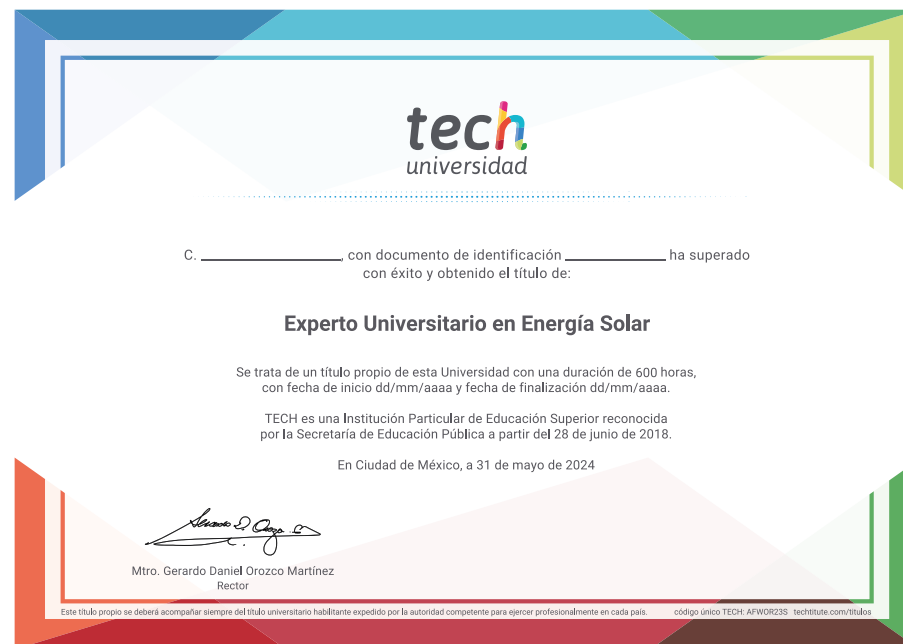 tech
universidad
C. ____________, con documento de identificación ____________ ha superado
con éxito y obtenido el título de:
Experto Universitario en Energía Solar
Se trata de un título propio de esta Universidad con una duración de 600 horas,
con fecha de inicio dd/mm/aaaa y fecha de finalización dd/mm/aaaa.
TECH es una Institución Particular de Educación Superior reconocida
por la Secretaría de Educación Pública a partir del 28 de junio de 2018.
En Ciudad de México, a 31 de mayo de 2024
Mtro. Gerardo Daniel Orozco Martínez
Rector
Este título propio se deberá acompañar siempre del título universitario habilitante expedido por la autoridad competente para ejercer profesionalmente en cada país. código único TECH: AFWOR23S techtitute.com/titulos